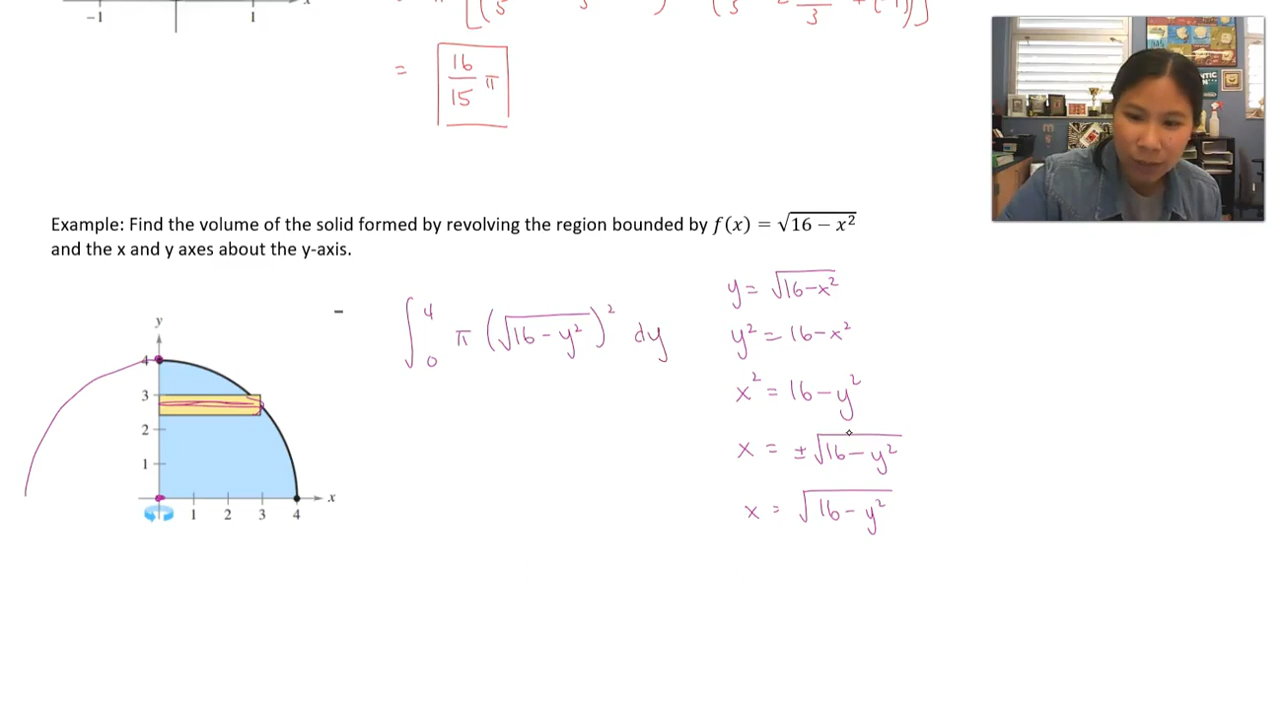 -1 1 x
= 16/15 π
Example: Find the volume of the solid formed by revolving the region bounded by f(x) = √16 − x²
and the x and y axes about the y-axis.
y = √16-x²
∫₀⁴ π (√16-y²)² dy
y² = 16-x²
x² = 16-y²
x = ±√16-y²
x = √16-y²
y
4
3
2
1
1 2 3 4 x